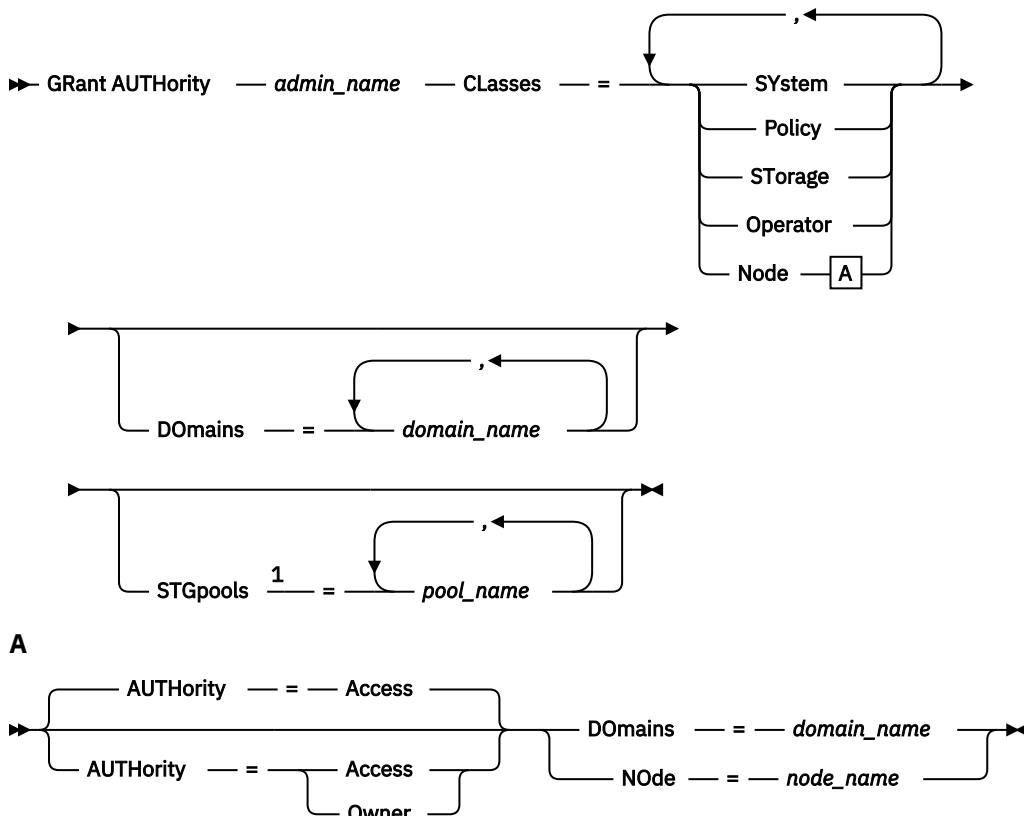 ,
GRant AUTHority admin_name CLasses = SYstem
Policy
STorage
Operator
Node A
,
DOmains = domain_name
,
STGpools 1 = pool_name
A
AUTHority = Access
DOmains = domain_name
AUTHority = Access
NOde = node_name
Owner